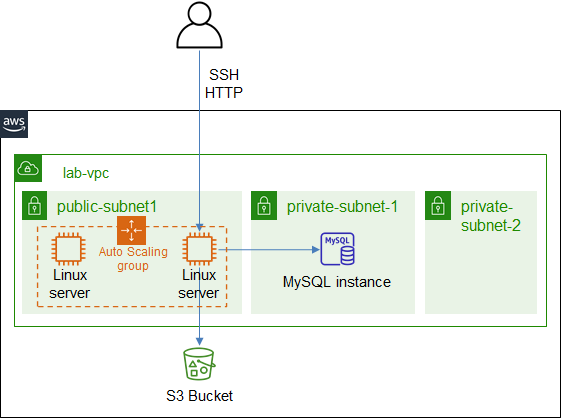 SSH
HTTP
aws
lab-vpc
public-subnet1
private-subnet-1
private-
subnet-2
Auto Scaling
group
Linux
server
Linux
server
MySQL
MySQL instance
S3 Bucket